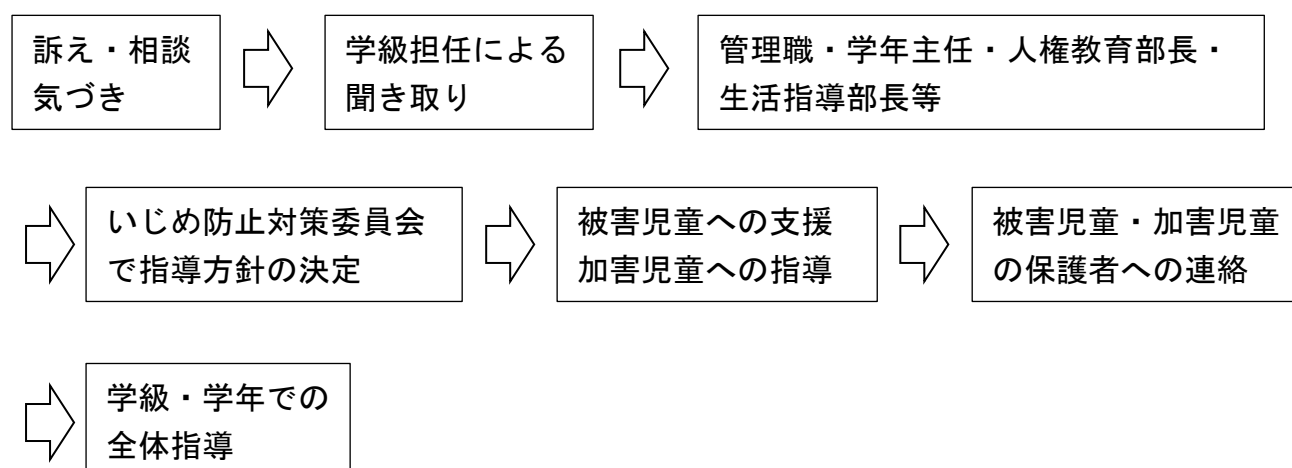 訴え・相談
気づき
学級担任による
聞き取り
管理職・学年主任・人権教育部長・
生活指導部長等
いじめ防止対策委員会
で指導方針の決定
被害児童への支援
加害児童への指導
被害児童・加害児童
の保護者への連絡
学級・学年での
全体指導